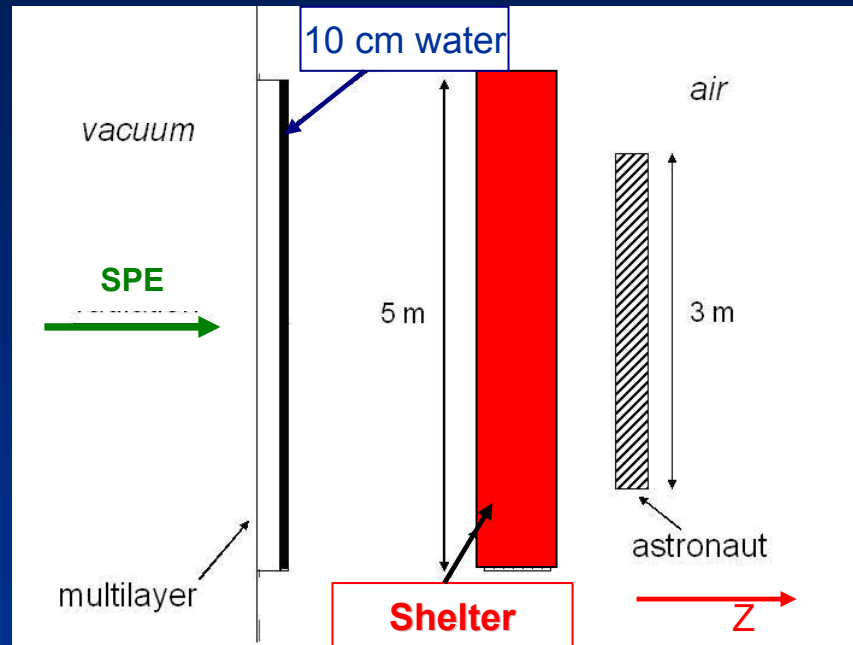 10 cm water
air
vacuum
SPE
5 m
3 m
astronaut
multilayer
Shelter
Z